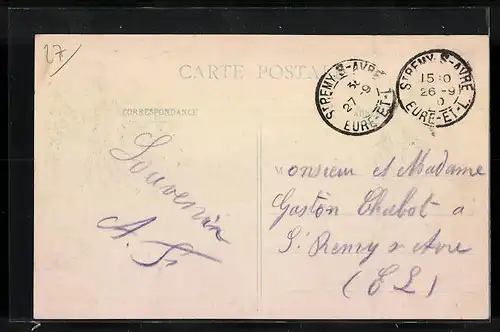 27
CARTE POSTALE
ST REMY-S-AVRE
27 -9
EURE-ET-L
ST REMY-S-AVRE
15 0
26 -9
EURE-ET-L
CORRESPONDANCE
Souvenir
A. F.
Monsieur et Madame
Gaston Chabot a
St Remy s Avre
(E L)